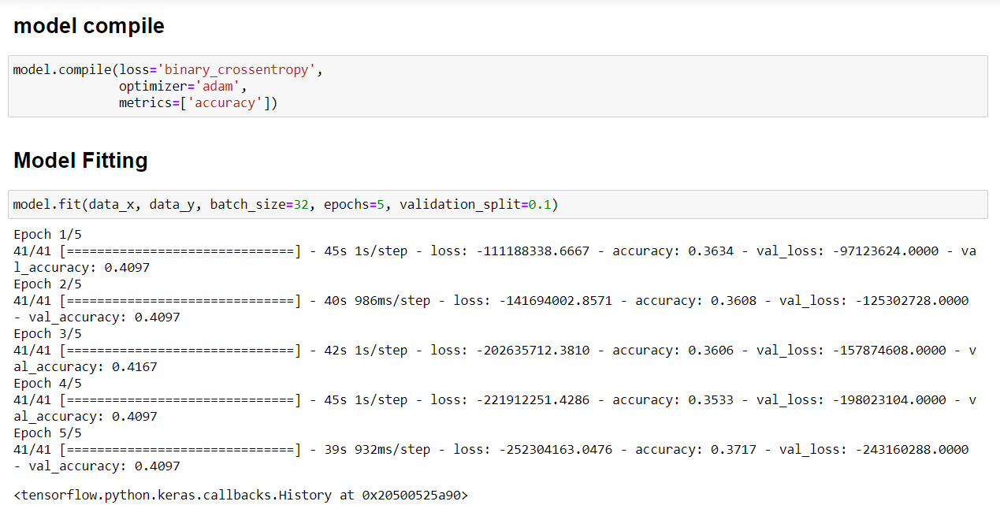 model compile
model.compile(loss='binary_crossentropy',
optimizer='adam',
metrics=['accuracy'])
Model Fitting
model.fit(data_x, data_y, batch_size=32, epochs=5, validation_split=0.1)
Epoch 1/5
41/41 [==============================] - 45s 1s/step - loss: -111188338.6667 - accuracy: 0.3634 - val_loss: -97123624.0000 - va
l_accuracy: 0.4097
Epoch 2/5
41/41 [==============================] - 40s 986ms/step - loss: -141694002.8571 - accuracy: 0.3608 - val_loss: -125302728.0000
- val_accuracy: 0.4097
Epoch 3/5
41/41 [==============================] - 42s 1s/step - loss: -202635712.3810 - accuracy: 0.3606 - val_loss: -157874608.0000 - v
al_accuracy: 0.4167
Epoch 4/5
41/41 [==============================] - 45s 1s/step - loss: -221912251.4286 - accuracy: 0.3533 - val_loss: -198023104.0000 - v
al_accuracy: 0.4097
Epoch 5/5
41/41 [==============================] - 39s 932ms/step - loss: -252304163.0476 - accuracy: 0.3717 - val_loss: -243160288.0000
- val_accuracy: 0.4097
<tensorflow.python.keras.callbacks.History at 0x20500525a90>